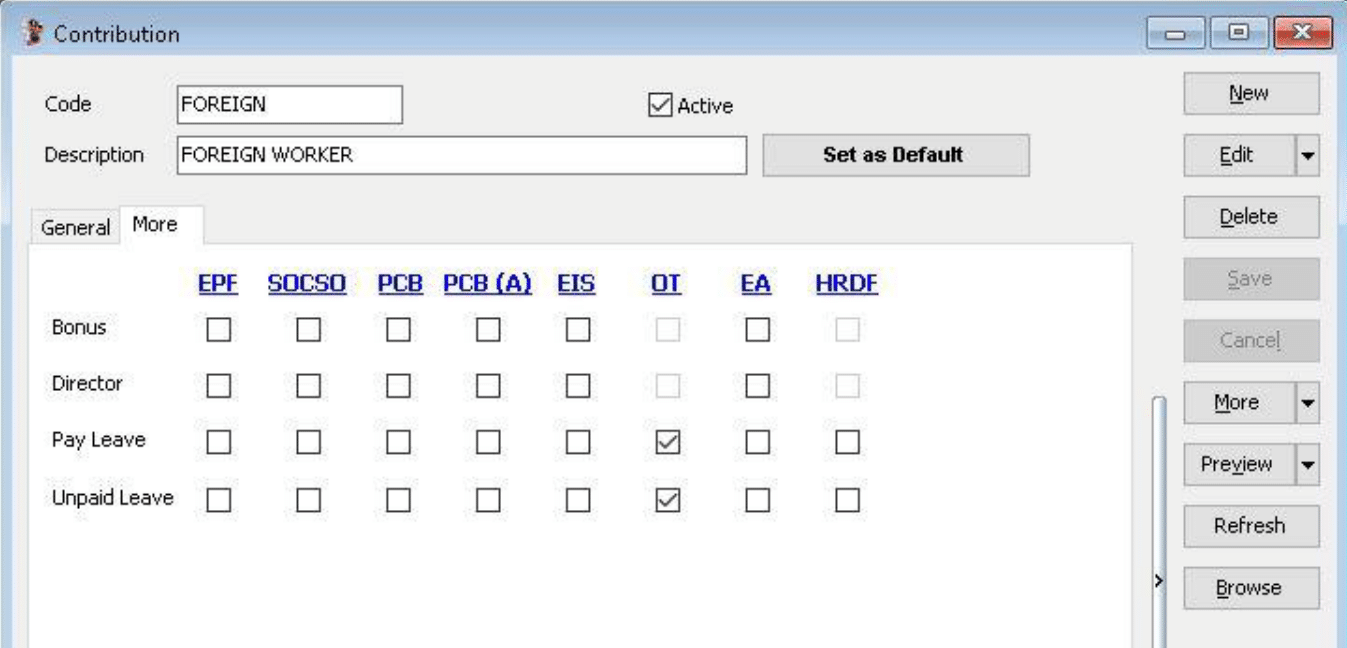 Contribution
Code FOREIGN Active
Description FOREIGN WORKER Set as Default
General More
EPF SOCSO PCB PCB (A) EIS OT EA HRDF
Bonus
Director
Pay Leave
Unpaid Leave
New
Edit
Delete
Save
Cancel
More
Preview
Refresh
Browse